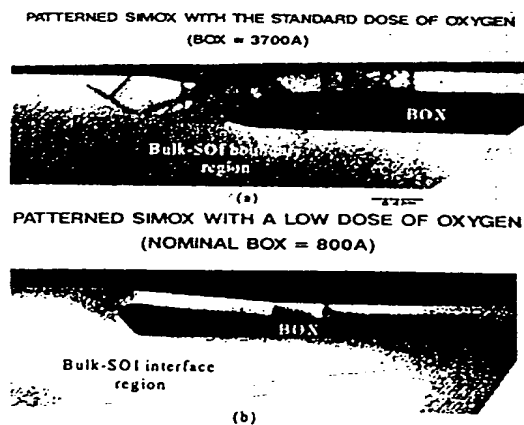 PATTERNED SIMOX WITH THE STANDARD DOSE OF OXYGEN
(BOX = 3700A)
BOX
Bulk-SOI boundary
region
(a)
PATTERNED SIMOX WITH A LOW DOSE OF OXYGEN
(NOMINAL BOX = 800A)
BOX
Bulk-SOI interface
region
(b)